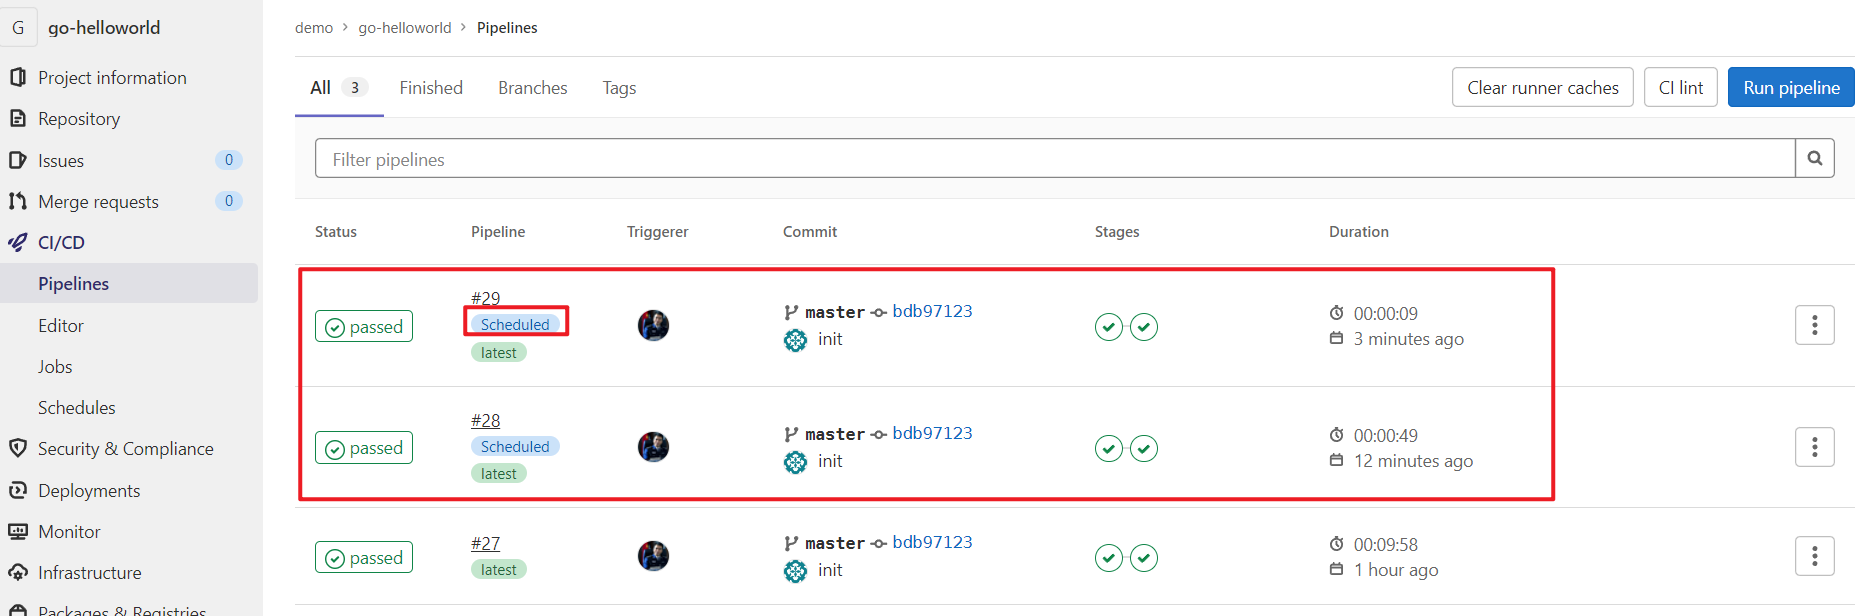 G go-helloworld
Project information
Repository
Issues 0
Merge requests 0
CI/CD
Pipelines
Editor
Jobs
Schedules
Security & Compliance
Deployments
Monitor
Infrastructure
Packages & Registries
demo › go-helloworld › Pipelines
All 3 Finished Branches Tags Clear runner caches CI lint Run pipeline
Filter pipelines
Status Pipeline Triggerer Commit Stages Duration
passed #29 Scheduled latest master bdb97123 init 00:00:09 3 minutes ago
passed #28 Scheduled latest master bdb97123 init 00:00:49 12 minutes ago
passed #27 latest master bdb97123 init 00:09:58 1 hour ago